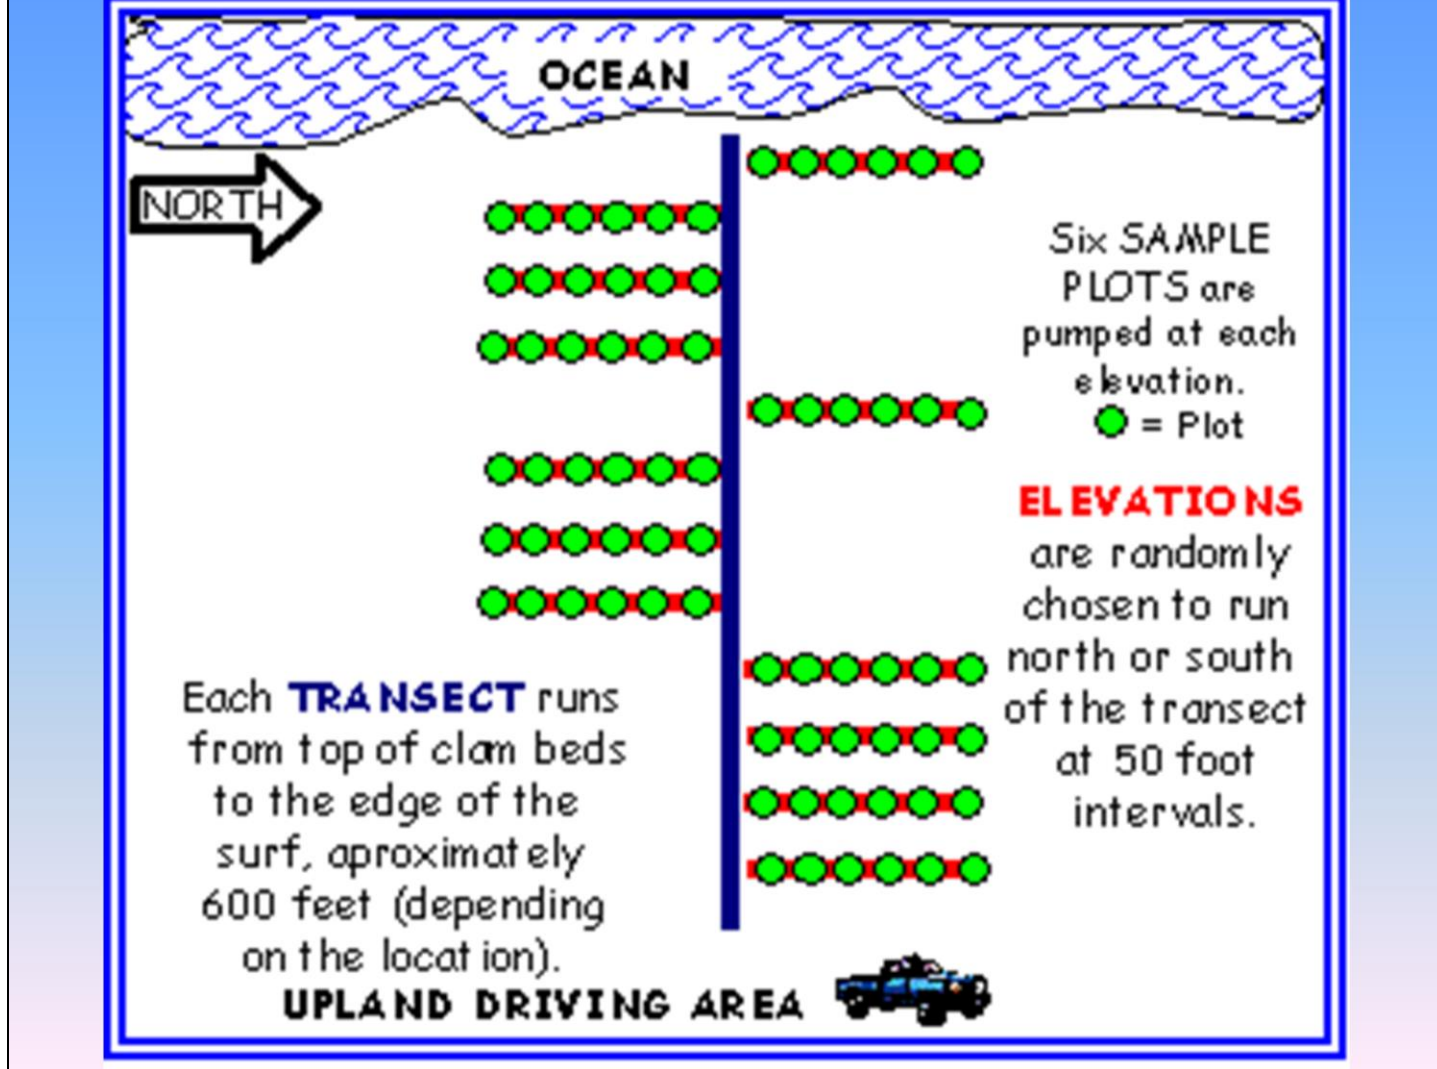 OCEAN
NORTH
Six SAMPLE
PLOTS are
pumped at each
elevation.
= Plot
ELEVATIONS
are randomly
chosen to run
north or south
of the transect
at 50 foot
intervals.
Each TRANSECT runs
from top of clam beds
to the edge of the
surf, aproximately
600 feet (depending
on the location).
UPLAND DRIVING AREA